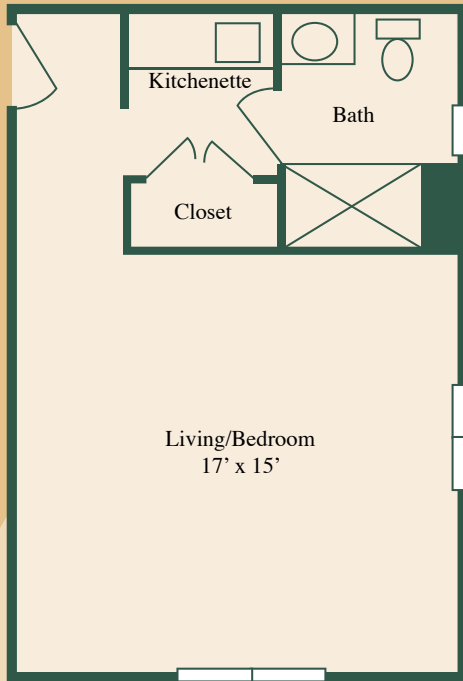 Kitchenette
Bath
Closet
Living/Bedroom
17’ x 15’